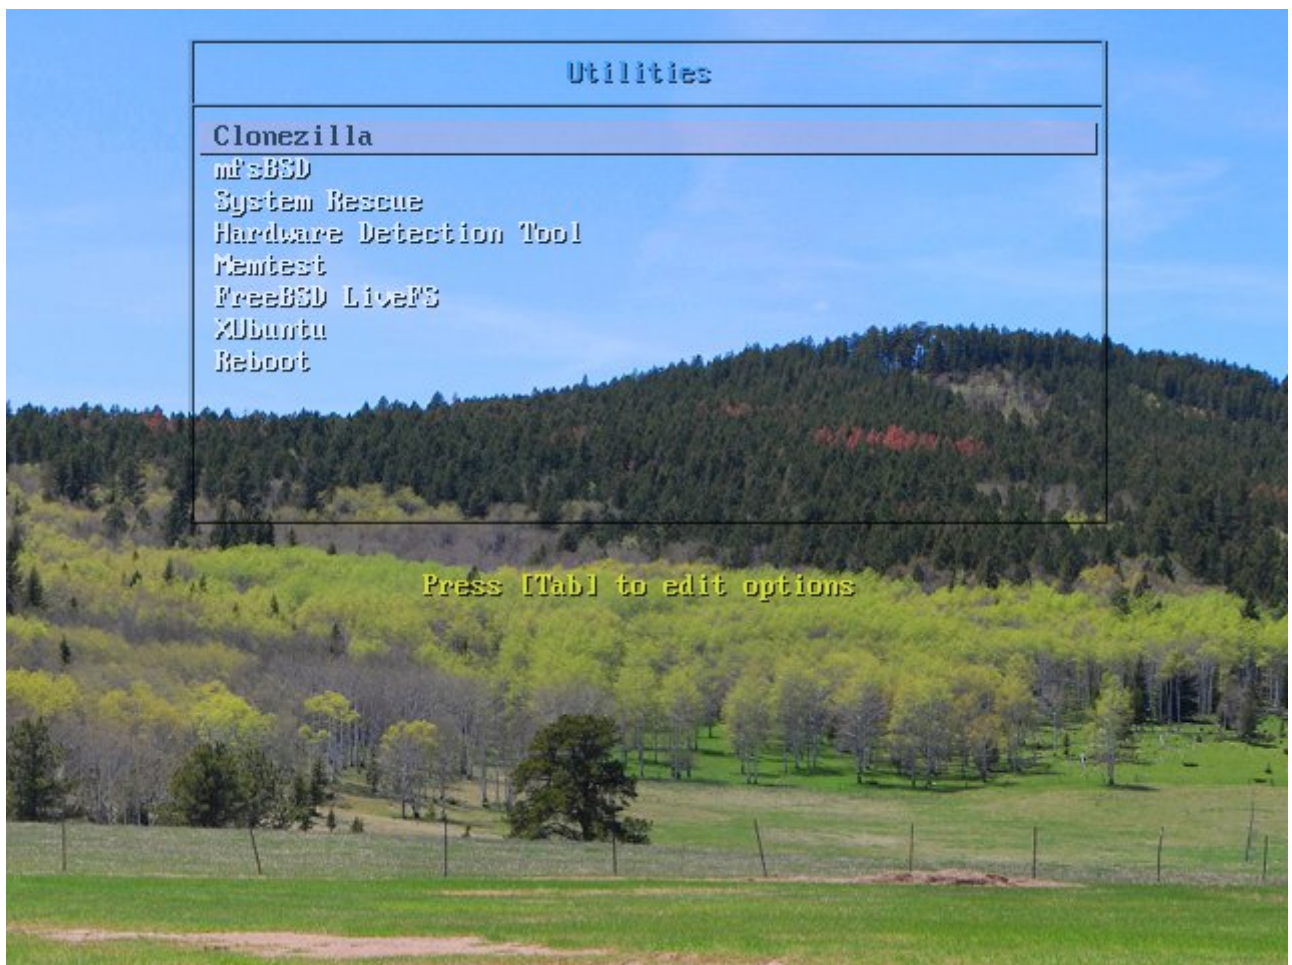 Utilities
Clonezilla
mfsBSD
System Rescue
Hardware Detection Tool
Memtest
FreeBSD LiveFS
XUbuntu
Reboot
Press [Tab] to edit options